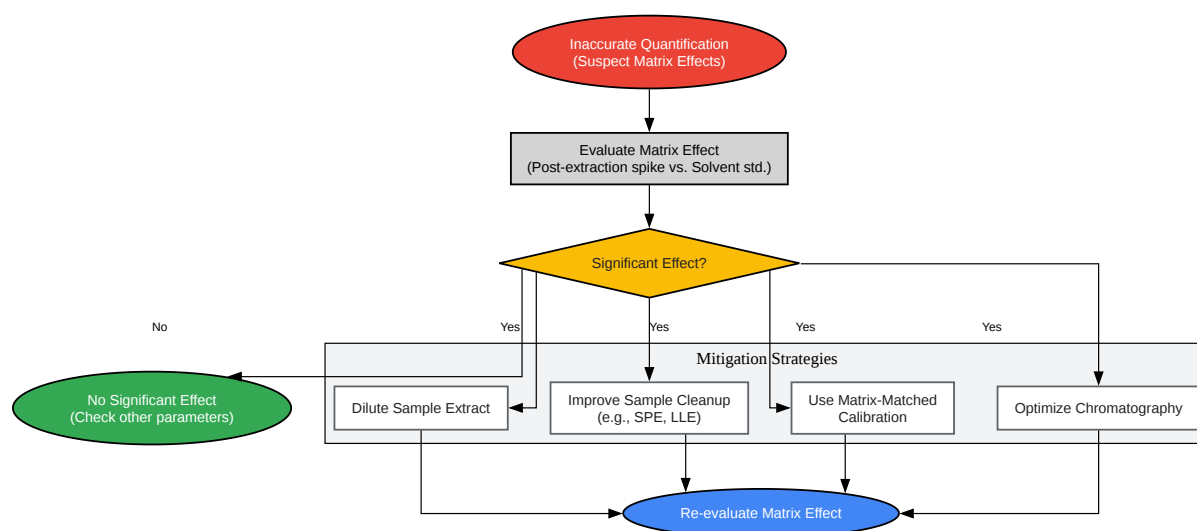 Inaccurate Quantification
(Suspect Matrix Effects)
Evaluate Matrix Effect
(Post-extraction spike vs. Solvent std.)
Significant Effect?
No
Yes
Yes
Yes
Yes
Mitigation Strategies
No Significant Effect
(Check other parameters)
Dilute Sample Extract
Improve Sample Cleanup
(e.g., SPE, LLE)
Use Matrix-Matched
Calibration
Optimize Chromatography
Re-evaluate Matrix Effect